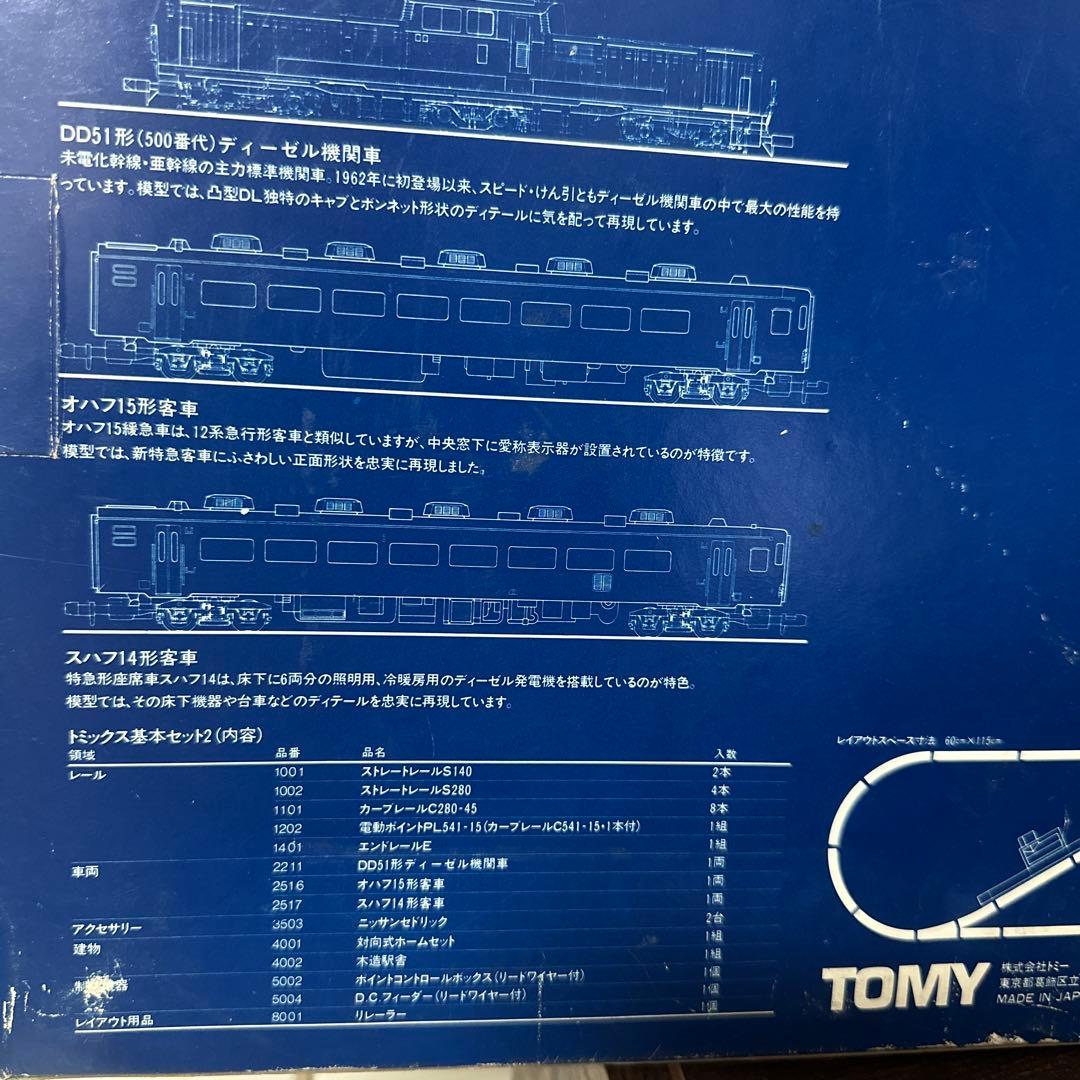 DD51形(500番代)ディーゼル機関車
未電化幹線・亜幹線の主力標準機関車。1962年に初登場以来、スピード・けん引ともディーゼル機関車の中で最大の性能を持
っています。模型では、凸型DL独特のキャブとボンネット形状のディテールに気を配って再現しています。
オハフ15形客車
オハフ15緩急車は、12系急行形客車と類似していますが、中央窓下に愛称表示器が設置されているのが特徴です。
模型では、新特急客車にふさわしい正面形状を忠実に再現しました。
スハフ14形客車
特急形座席車スハフ14は、床下に6両分の照明用、冷暖房用のディーゼル発電機を搭載しているのが特色。
模型では、その床下機器や台車などのディテールを忠実に再現しています。
トミックス基本セット2(内容)
領域 品番 品名 入数
レール 1001 ストレートレールS140 2本
1002 ストレートレールS280 4本
1101 カーブレールC280-45 8本
1202 電動ポイントPL541-15(カーブレールC541-15・1本付) 1組
1401 エンドレールE 1組
車両 2211 DD51形ディーゼル機関車 1両
2516 オハフ15形客車 1両
2517 スハフ14形客車 1両
アクセサリー 3503 ニッサンセドリック 2台
建物 4001 対向式ホームセット 1組
4002 木造駅舎 1組
制 機器 5002 ポイントコントロールボックス(リードワイヤー付) 1個
5004 D.C.フィーダー(リードワイヤー付) 1個
レイアウト用品 8001 リレーラー 1個
レイアウトスペース寸法 60cm×115cm
TOMY
株式会社トミー
東京都葛飾区立
MADE IN JAP